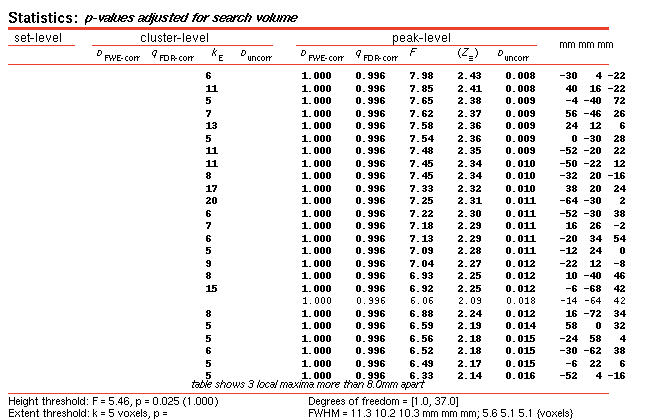 Statistics: p-values adjusted for search volume
set-level cluster-level peak-level mm mm mm
p FWE-corr q FDR-corr k E p uncorr p FWE-corr q FDR-corr F (Z≡) p uncorr
6 1.000 0.996 7.98 2.43 0.008 -30 4 -22
11 1.000 0.996 7.85 2.41 0.008 40 16 -22
5 1.000 0.996 7.65 2.38 0.009 -4 -40 72
7 1.000 0.996 7.62 2.37 0.009 56 -46 26
13 1.000 0.996 7.58 2.36 0.009 24 12 6
5 1.000 0.996 7.54 2.36 0.009 0 -30 28
11 1.000 0.996 7.48 2.35 0.009 -52 -20 22
11 1.000 0.996 7.45 2.34 0.010 -50 -22 12
8 1.000 0.996 7.45 2.34 0.010 -32 20 -16
17 1.000 0.996 7.33 2.32 0.010 38 20 24
20 1.000 0.996 7.25 2.31 0.011 -64 -30 2
6 1.000 0.996 7.22 2.30 0.011 -52 -30 38
7 1.000 0.996 7.18 2.29 0.011 16 26 -2
6 1.000 0.996 7.13 2.29 0.011 -20 34 54
5 1.000 0.996 7.09 2.28 0.011 -12 24 0
9 1.000 0.996 7.04 2.27 0.012 -22 12 -8
8 1.000 0.996 6.93 2.25 0.012 10 -40 46
15 1.000 0.996 6.92 2.25 0.012 -6 -68 42
1.000 0.996 6.06 2.09 0.018 -14 -64 42
8 1.000 0.996 6.88 2.24 0.012 16 -72 34
5 1.000 0.996 6.59 2.19 0.014 58 0 32
5 1.000 0.996 6.56 2.18 0.015 -24 58 4
6 1.000 0.996 6.52 2.18 0.015 -30 -62 38
5 1.000 0.996 6.49 2.17 0.015 -6 22 6
5 1.000 0.996 6.33 2.14 0.016 -52 4 -16
table shows 3 local maxima more than 8.0mm apart
Height threshold: F = 5.46, p = 0.025 (1.000) Degrees of freedom = [1.0, 37.0]
Extent threshold: k = 5 voxels, p = FWHM = 11.3 10.2 10.3 mm mm mm; 5.6 5.1 5.1 {voxels}